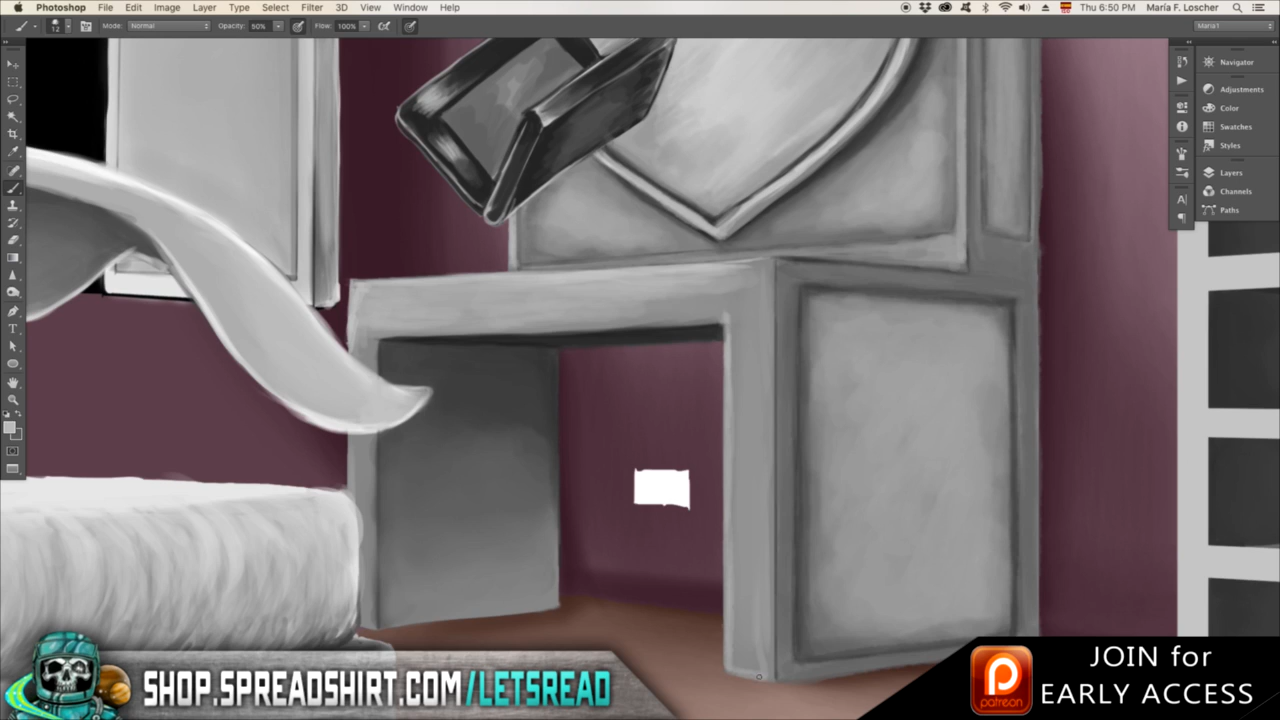 Photoshop File Edit Image Layer Type Select Filter 3D View Window Help Thu 6:50 PM María F. Loscher
12 Mode: Normal Opacity: 50% Flow: 100% Maria1
Navigator
Adjustments
Color
Swatches
Styles
Layers
Channels
Paths
SHOP.SPREADSHIRT.COM/LETSREAD
patreon
JOIN for
EARLY ACCESS